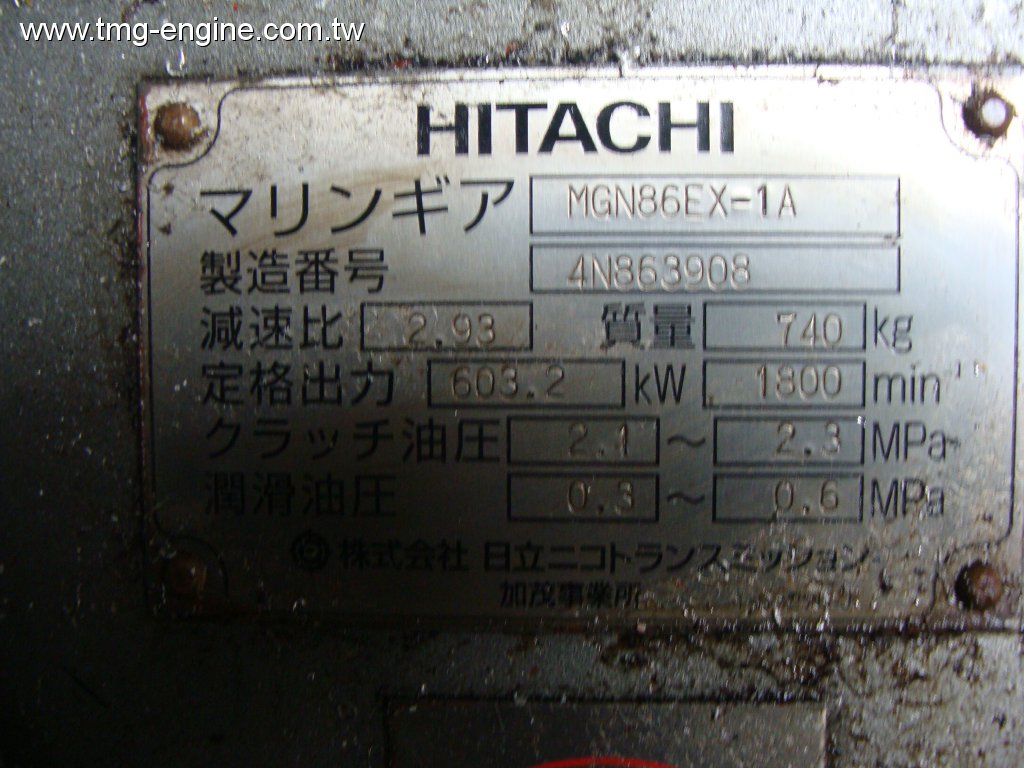 www.tmg-engine.com.tw
HITACHI
マリンギア MGN86EX-1A
製造番号 4N863908
減速比 2.93 質量 740 kg
定格出力 603.2 kW 1800 min⁻¹
クラッチ油圧 2.1 ～ 2.3 MPa
潤滑油圧 0.3 ～ 0.6 MPa
株式会社 日立ニコトランスミッション
加茂事業所